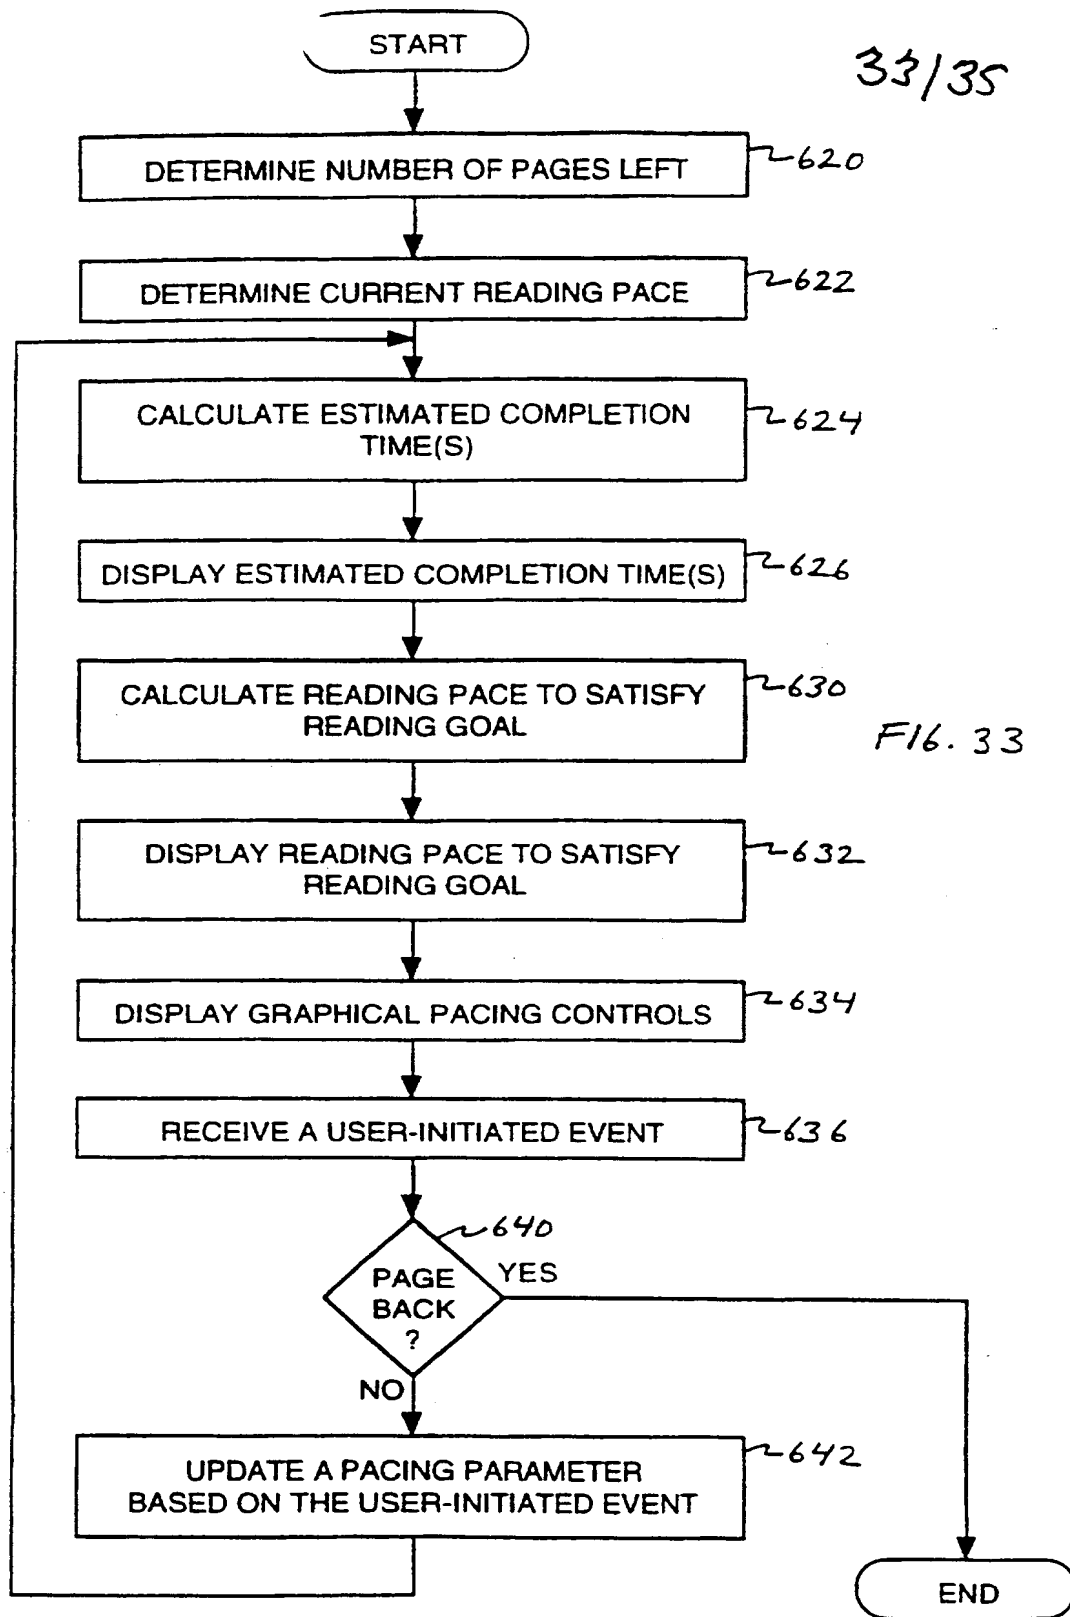 START
33/35
DETERMINE NUMBER OF PAGES LEFT
620
DETERMINE CURRENT READING PACE
622
CALCULATE ESTIMATED COMPLETION
TIME(S)
624
DISPLAY ESTIMATED COMPLETION TIME(S)
626
CALCULATE READING PACE TO SATISFY
READING GOAL
630
FIG. 33
DISPLAY READING PACE TO SATISFY
READING GOAL
632
DISPLAY GRAPHICAL PACING CONTROLS
634
RECEIVE A USER-INITIATED EVENT
636
640
PAGE
BACK
?
YES
NO
UPDATE A PACING PARAMETER
BASED ON THE USER-INITIATED EVENT
642
END